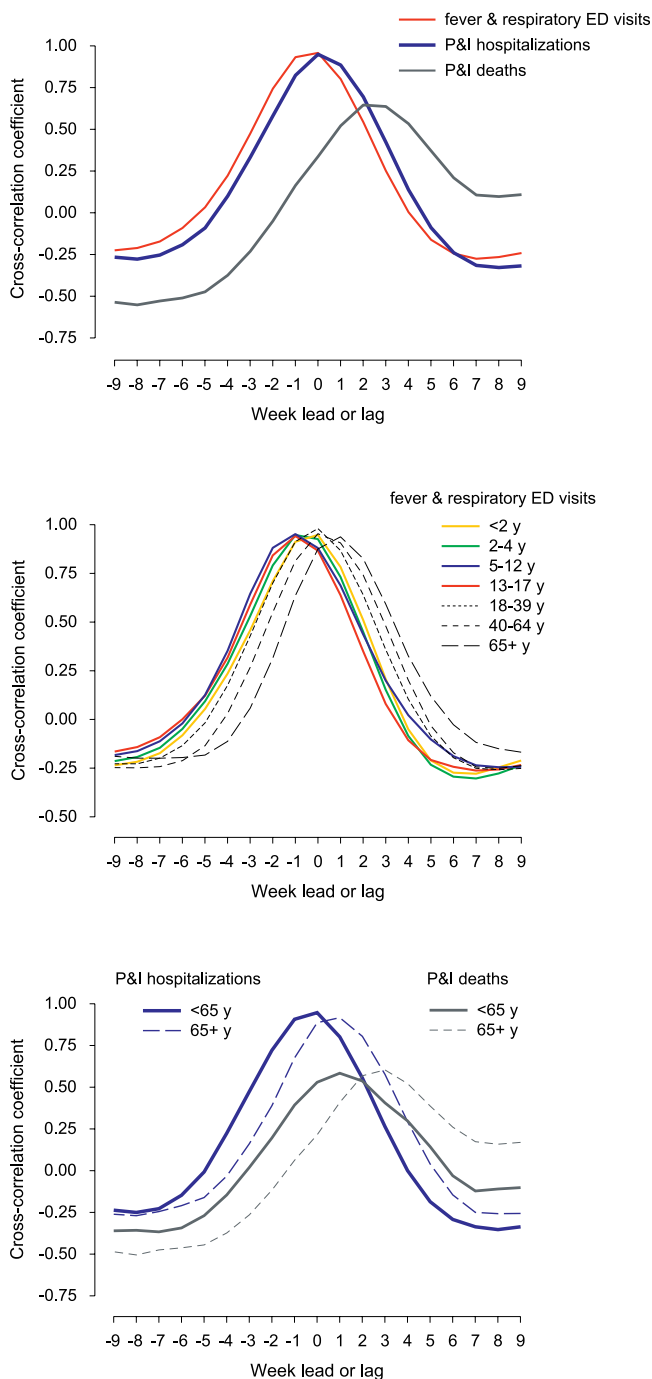 fever & respiratory ED visits
P&I hospitalizations
P&I deaths
Cross-correlation coefficient
1.00
0.75
0.50
0.25
0.00
-0.25
-0.50
-0.75
-9 -8 -7 -6 -5 -4 -3 -2 -1 0 1 2 3 4 5 6 7 8 9
Week lead or lag
fever & respiratory ED visits
<2 y
2-4 y
5-12 y
13-17 y
18-39 y
40-64 y
65+ y
Cross-correlation coefficient
1.00
0.75
0.50
0.25
0.00
-0.25
-0.50
-9 -8 -7 -6 -5 -4 -3 -2 -1 0 1 2 3 4 5 6 7 8 9
Week lead or lag
P&I hospitalizations
<65 y
65+ y
P&I deaths
<65 y
65+ y
Cross-correlation coefficient
1.00
0.75
0.50
0.25
0.00
-0.25
-0.50
-0.75
-9 -8 -7 -6 -5 -4 -3 -2 -1 0 1 2 3 4 5 6 7 8 9
Week lead or lag